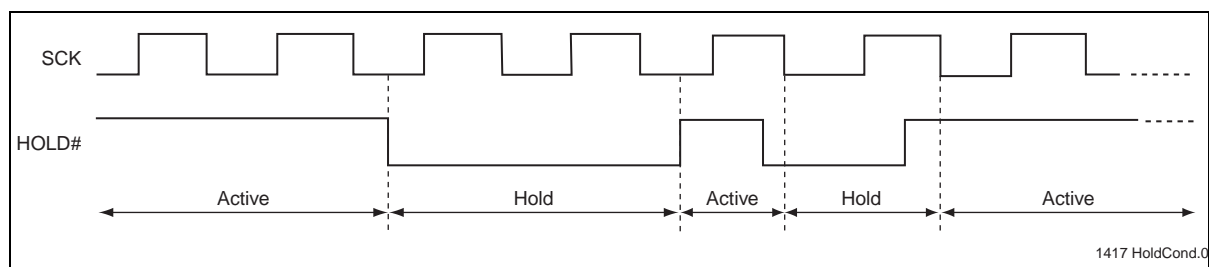 SCK
HOLD#
Active Hold Active Hold Active
1417 HoldCond.0